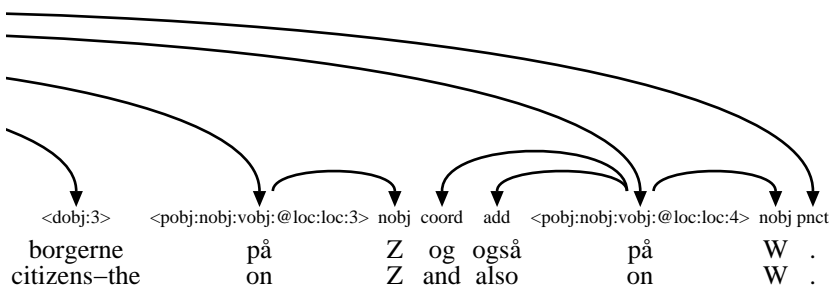 <dobj:3> <pobj:nobj:vobj:@loc:loc:3> nobj coord add <pobj:nobj:vobj:@loc:loc:4> nobj pnct
borgerne på Z og også på W .
citizens−the on Z and also on W .